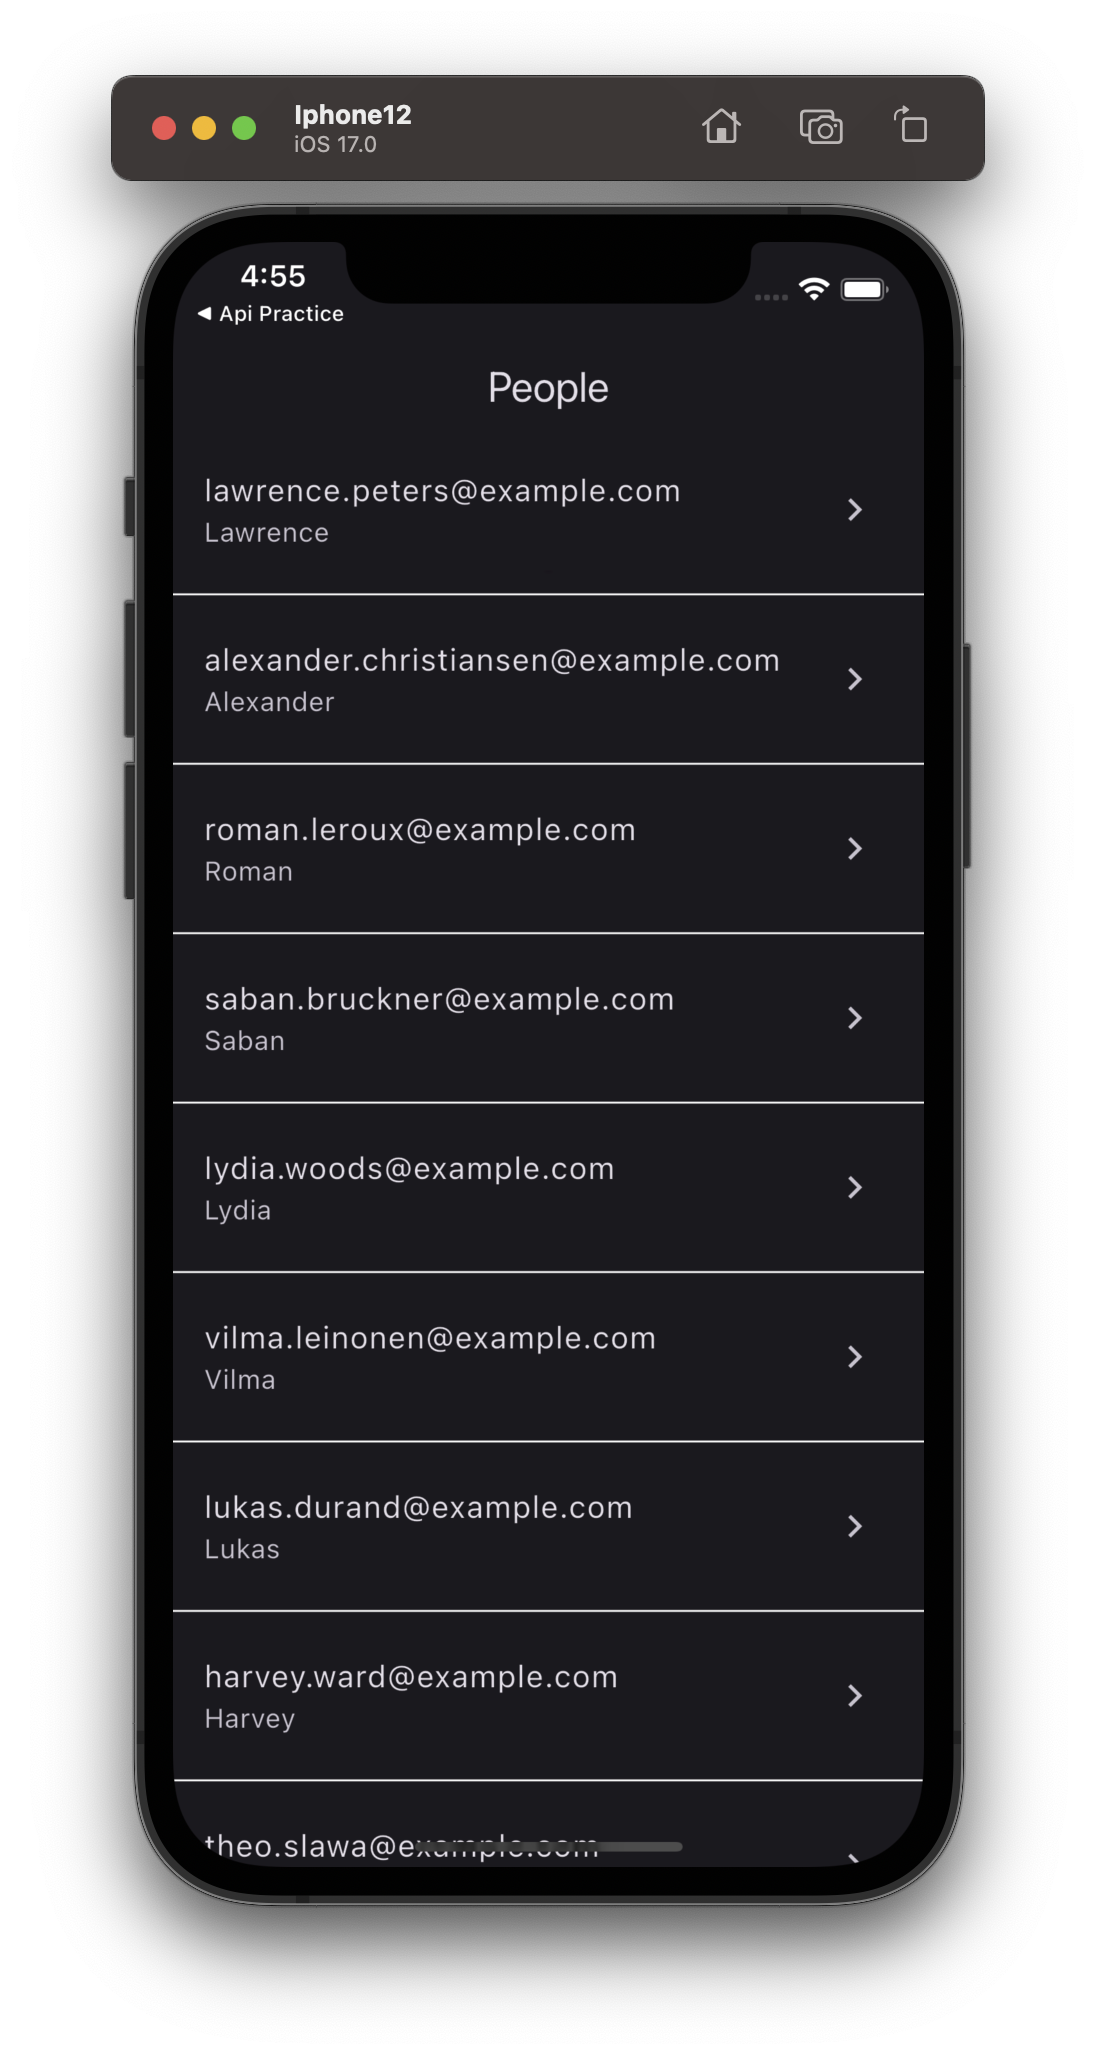 Iphone12
iOS 17.0
4:55
◀ Api Practice
People
lawrence.peters@example.com
Lawrence
alexander.christiansen@example.com
Alexander
roman.leroux@example.com
Roman
saban.bruckner@example.com
Saban
lydia.woods@example.com
Lydia
vilma.leinonen@example.com
Vilma
lukas.durand@example.com
Lukas
harvey.ward@example.com
Harvey
theo.slawa@example.com